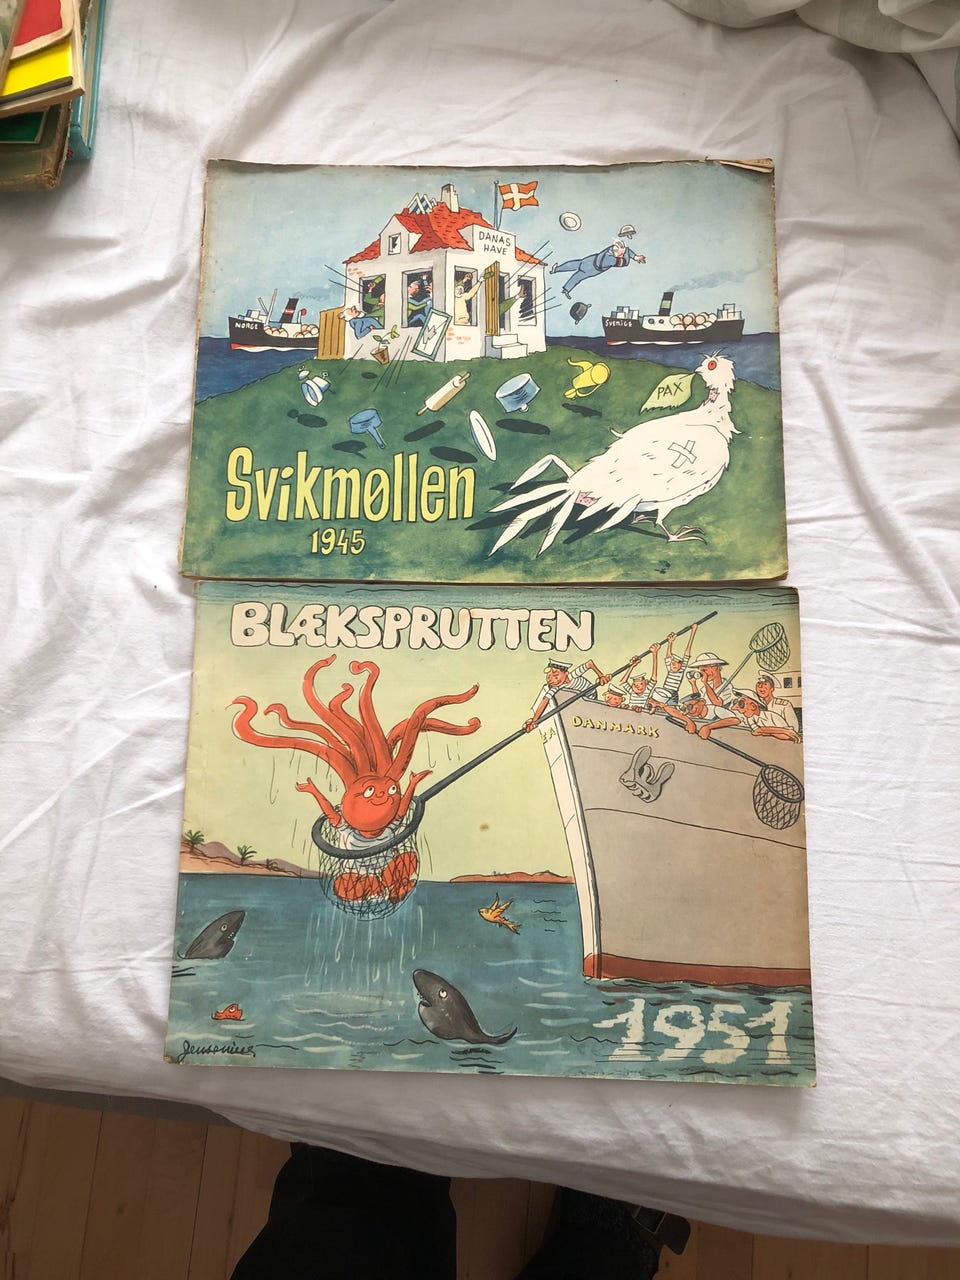 DANAS
HAVE
NORGE
SVERIGE
PAX
Svikmøllen
1945
BLÆKSPRUTTEN
DANMARK
1951
Jensenius